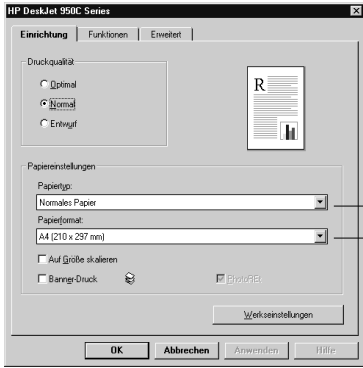 HP DeskJet 950C Series
Einrichtung Funktionen Erweitert
Druckqualität
Optimal
Normal
Entwurf
R
Papiereinstellungen
Papiertyp:
Normales Papier
Papierformat:
A4 (210 x 297 mm)
Auf Größe skalieren
Banner-Druck PhotoREt
Werkseinstellungen
OK Abbrechen Anwenden Hilfe